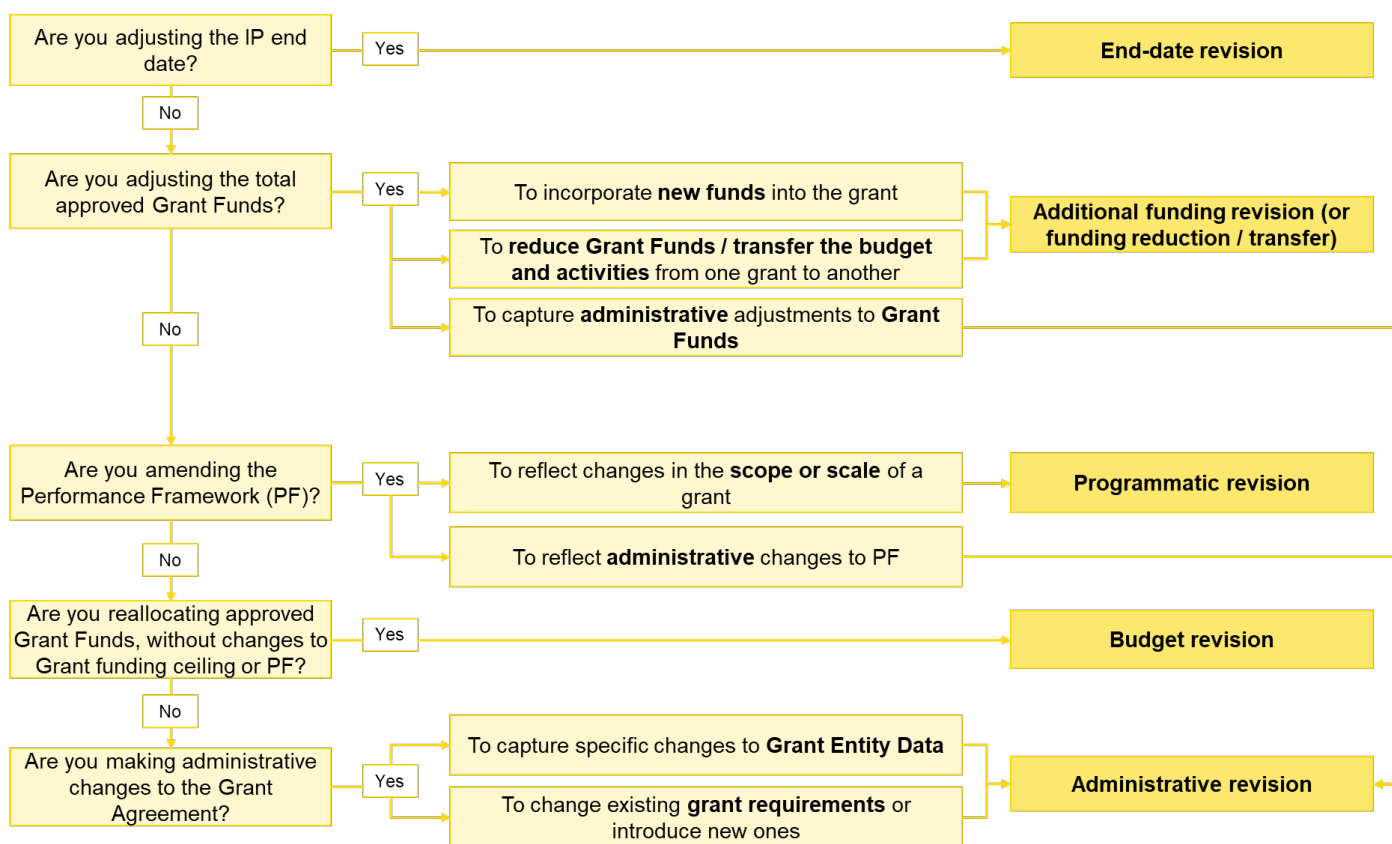 Are you adjusting the IP end
date?
Yes
End-date revision
No
Are you adjusting the total
approved Grant Funds?
Yes
To incorporate new funds into the grant
To reduce Grant Funds / transfer the budget
and activities from one grant to another
To capture administrative adjustments to Grant
Funds
Additional funding revision (or
funding reduction / transfer)
No
Are you amending the
Performance Framework (PF)?
Yes
To reflect changes in the scope or scale of a
grant
Programmatic revision
To reflect administrative changes to PF
No
Are you reallocating approved
Grant Funds, without changes to
Grant funding ceiling or PF?
Yes
Budget revision
No
Are you making administrative
changes to the Grant
Agreement?
Yes
To capture specific changes to Grant Entity Data
To change existing grant requirements or
introduce new ones
Administrative revision